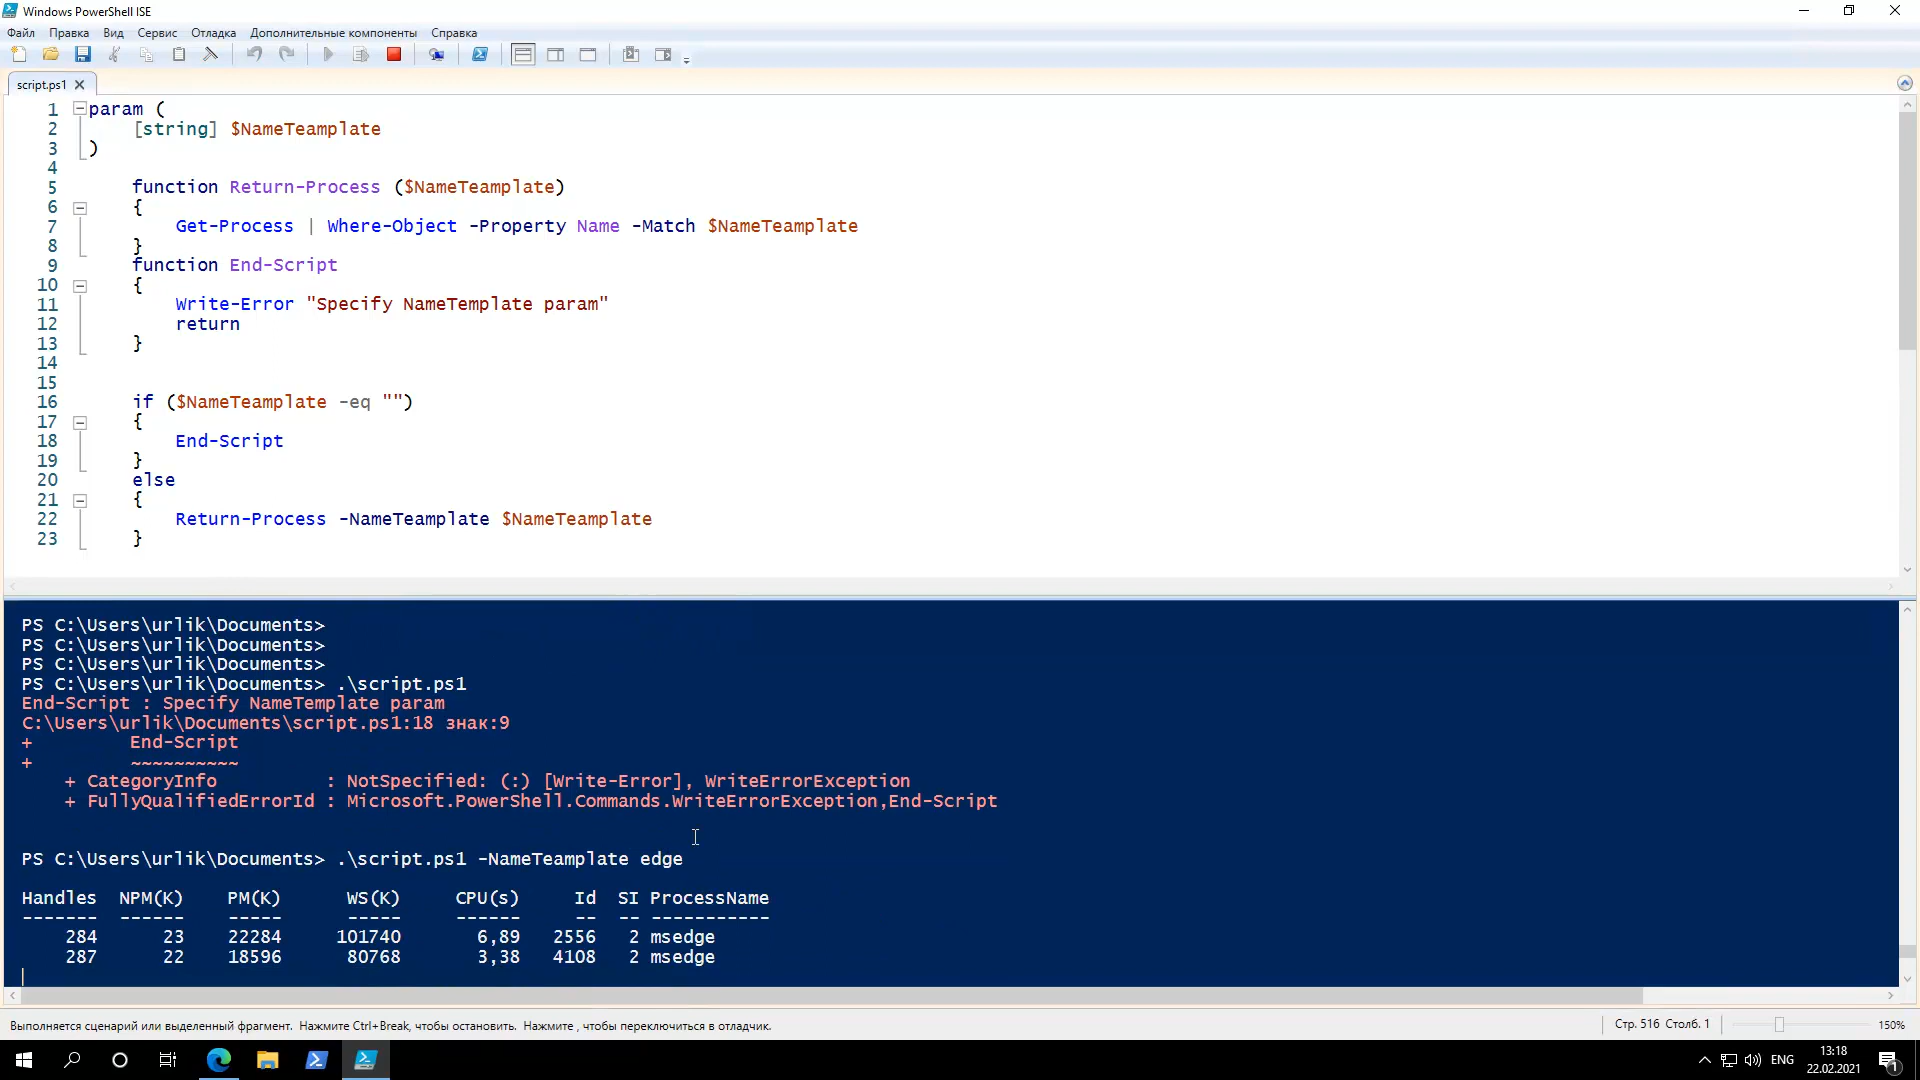 Windows PowerShell ISE
Файл Правка Вид Сервис Отладка Дополнительные компоненты Справка
script.ps1
1 param (
2 [string] $NameTeamplate
3 )
4
5 function Return-Process ($NameTeamplate)
6 {
7 Get-Process | Where-Object -Property Name -Match $NameTeamplate
8 }
9 function End-Script
10 {
11 Write-Error "Specify NameTemplate param"
12 return
13 }
14
15
16 if ($NameTeamplate -eq "")
17 {
18 End-Script
19 }
20 else
21 {
22 Return-Process -NameTeamplate $NameTeamplate
23 }
PS C:\Users\urlik\Documents>
PS C:\Users\urlik\Documents>
PS C:\Users\urlik\Documents>
PS C:\Users\urlik\Documents> .\script.ps1
End-Script : Specify NameTemplate param
C:\Users\urlik\Documents\script.ps1:18 знак:9
+ End-Script
+ ~~~~~~~~~~
+ CategoryInfo : NotSpecified: (:) [Write-Error], WriteErrorException
+ FullyQualifiedErrorId : Microsoft.PowerShell.Commands.WriteErrorException,End-Script
PS C:\Users\urlik\Documents> .\script.ps1 -NameTeamplate edge
Handles NPM(K) PM(K) WS(K) CPU(s) Id SI ProcessName
------- ------ ----- ----- ------ -- -- -----------
284 23 22284 101740 6,89 2556 2 msedge
287 22 18596 80768 3,38 4108 2 msedge
Выполняется сценарий или выделенный фрагмент. Нажмите Ctrl+Break, чтобы остановить. Нажмите , чтобы переключиться в отладчик.
Стр. 516 Столб. 1
150%
ENG
13:18
22.02.2021
1